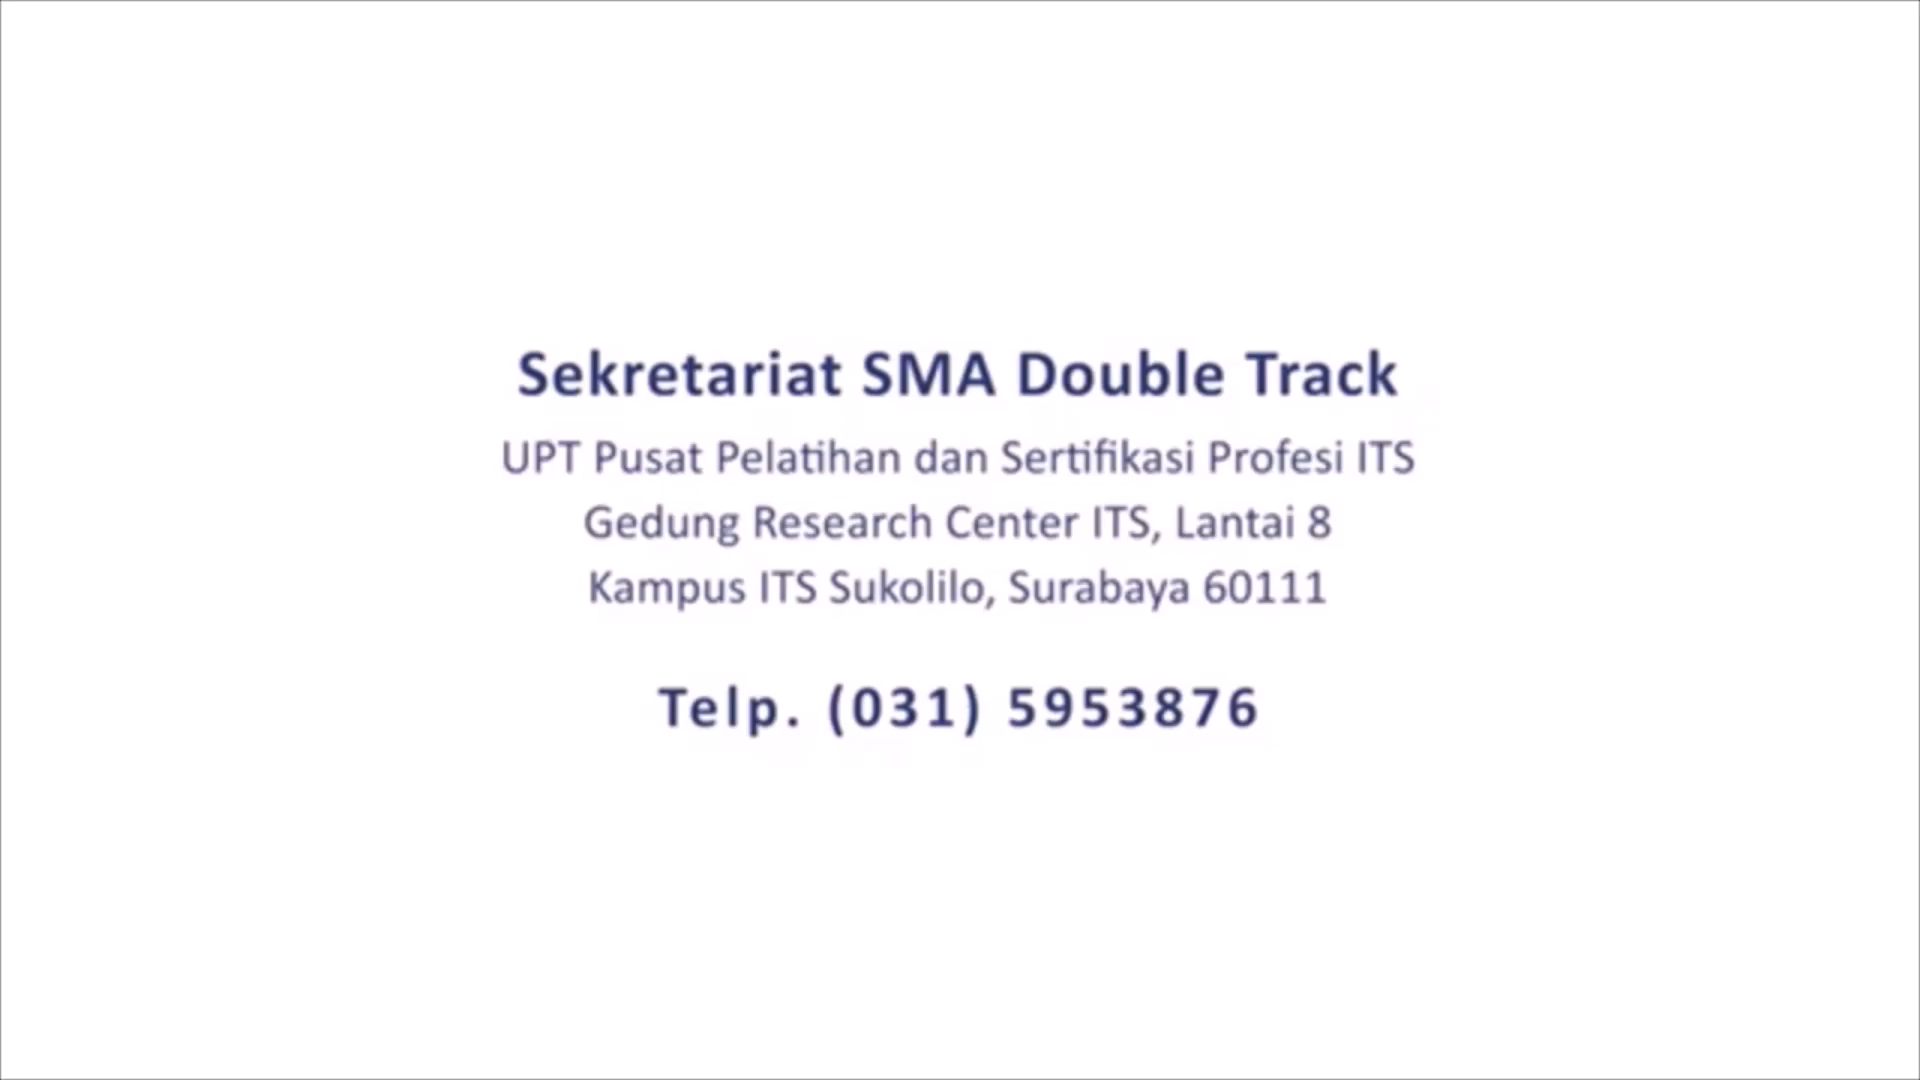 Sekretariat SMA Double Track
UPT Pusat Pelatihan dan Sertifikasi Profesi ITS
Gedung Research Center ITS, Lantai 8
Kampus ITS Sukolilo, Surabaya 60111
Telp. (031) 5953876